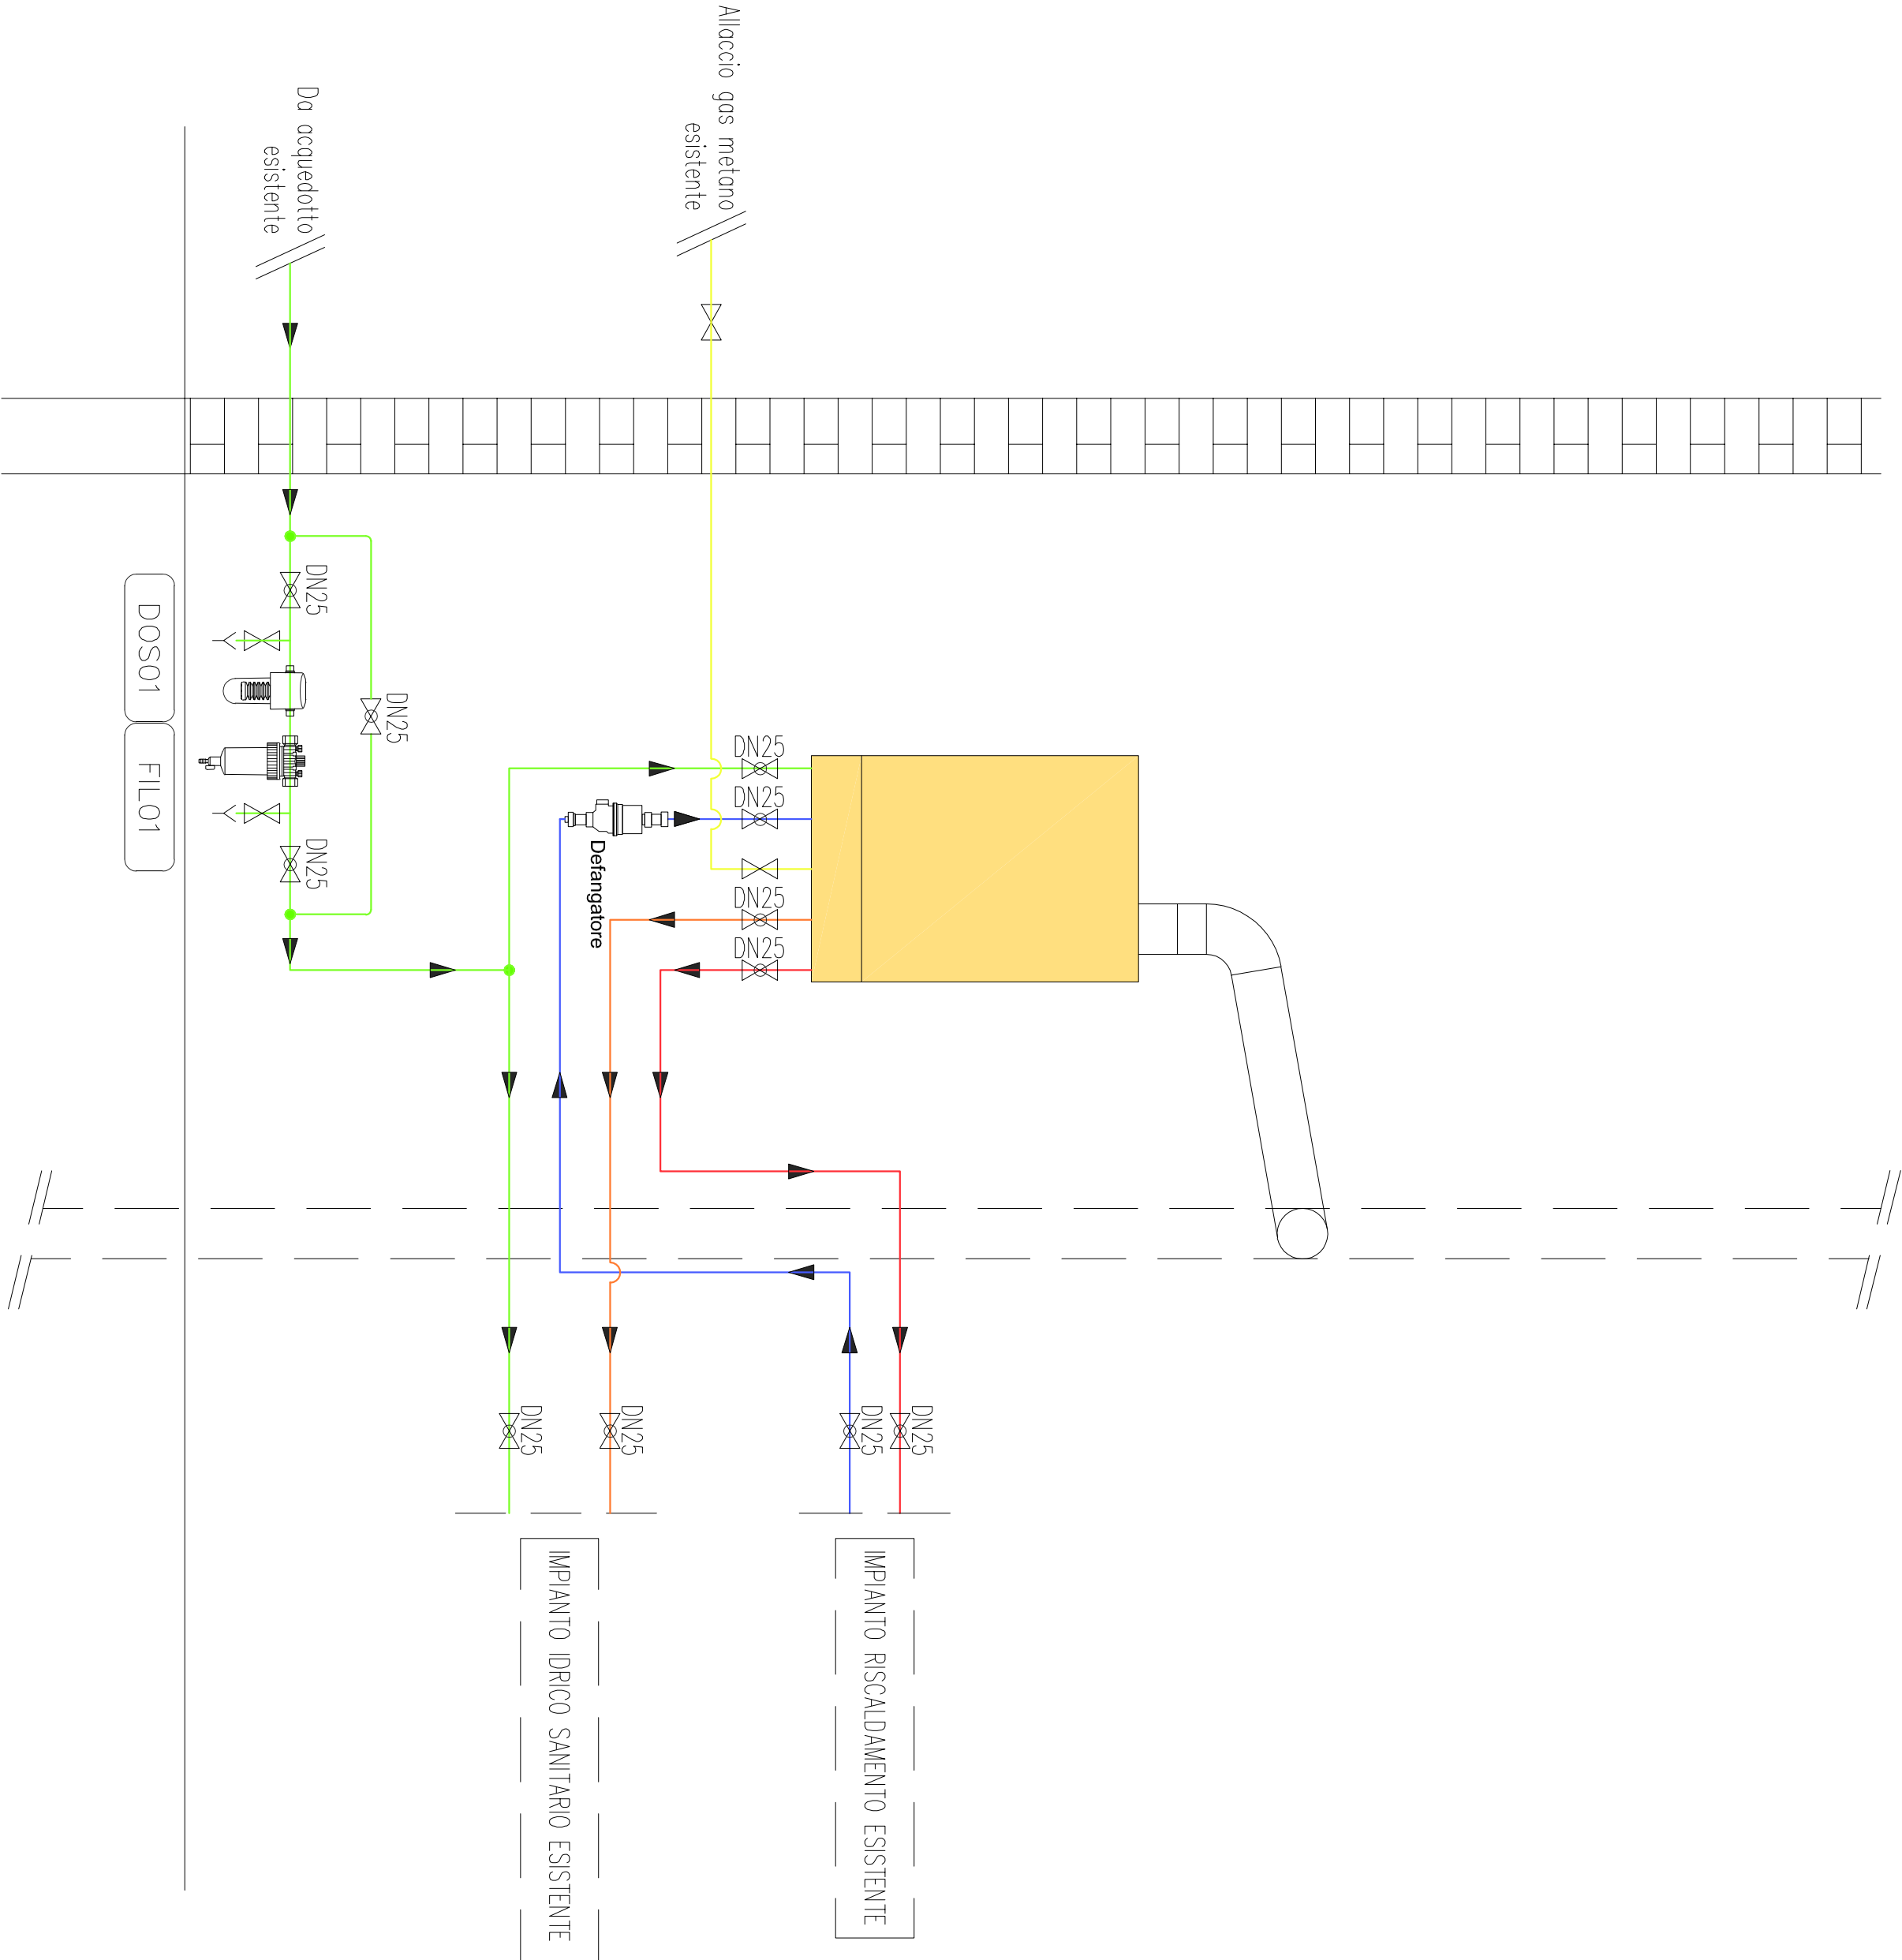 Allaccio gas metano
esistente
Da acquedotto
esistente
DN25
DN25
DN25
DOS01
FIL01
DN25
DN25
DN25
DN25
Defangatore
DN25
DN25
DN25
DN25
IMPIANTO RISCALDAMENTO ESISTENTE
IMPIANTO IDRICO SANITARIO ESISTENTE